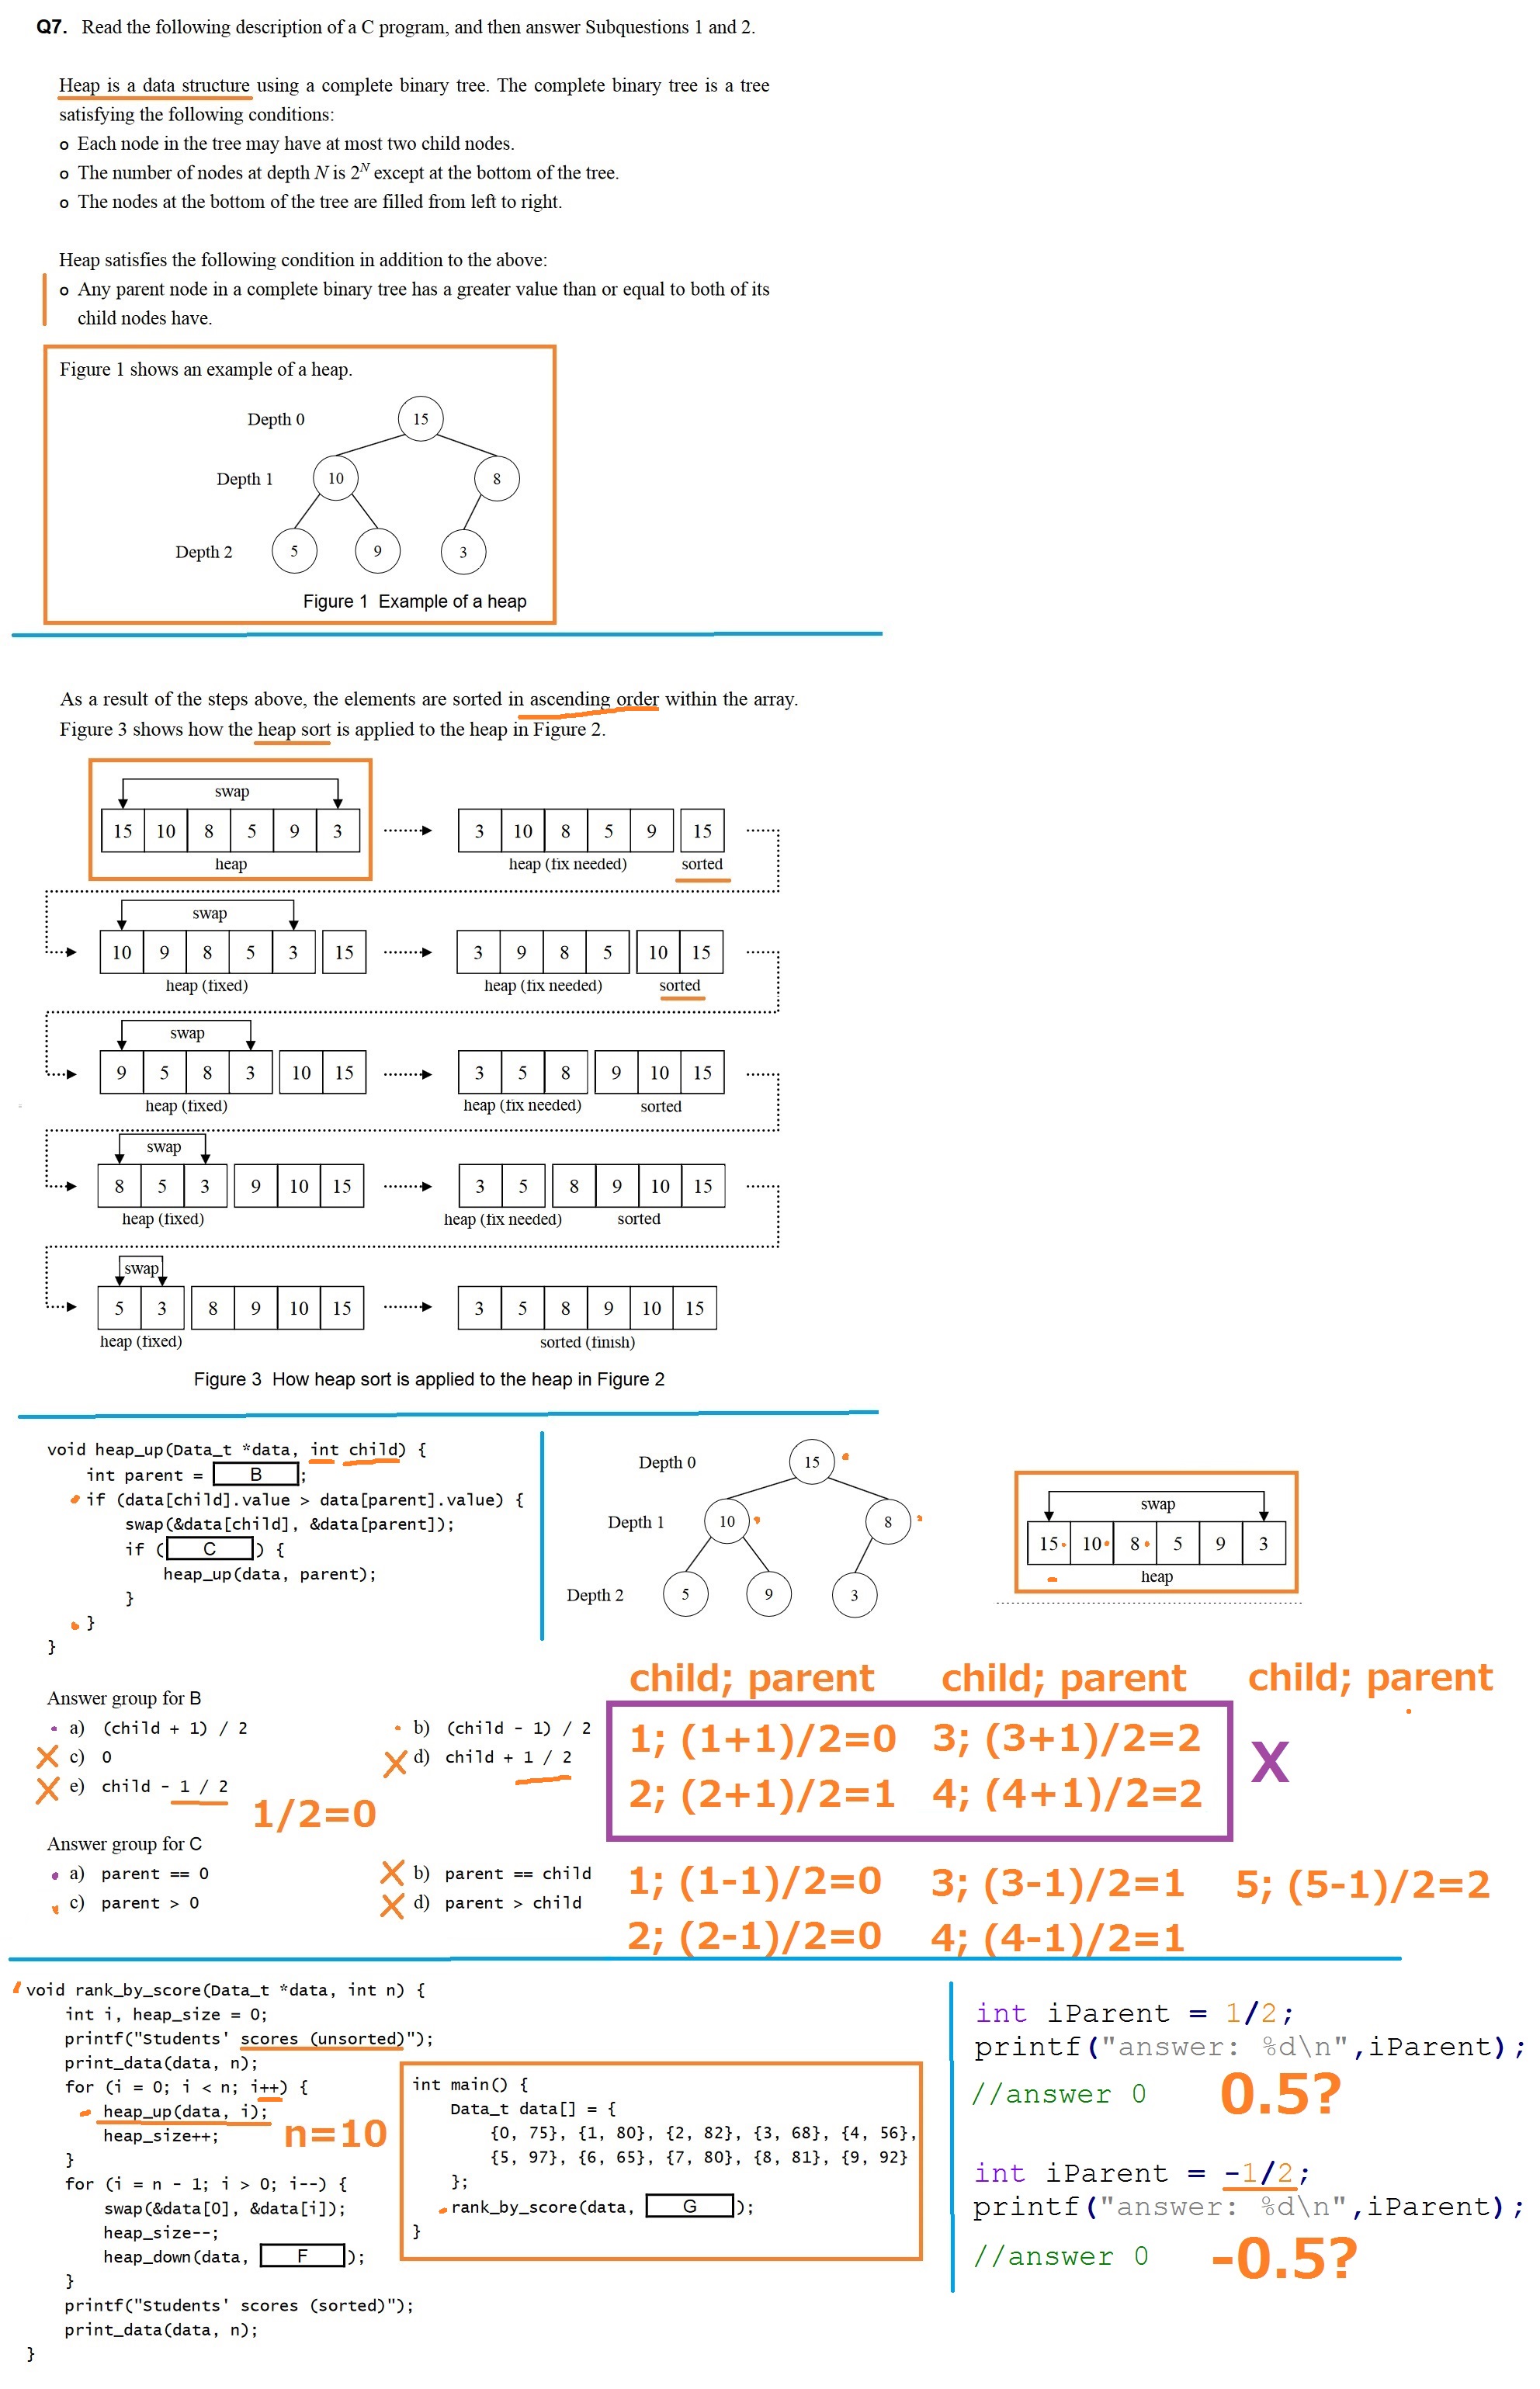 Q7. Read the following description of a C program, and then answer Subquestions 1 and 2.
Heap is a data structure using a complete binary tree. The complete binary tree is a tree
satisfying the following conditions:
o Each node in the tree may have at most two child nodes.
o The number of nodes at depth N is 2^N except at the bottom of the tree.
o The nodes at the bottom of the tree are filled from left to right.
Heap satisfies the following condition in addition to the above:
o Any parent node in a complete binary tree has a greater value than or equal to both of its
child nodes have.
Figure 1 shows an example of a heap.
Depth 0 15
Depth 1 10 8
Depth 2 5 9 3
Figure 1 Example of a heap
As a result of the steps above, the elements are sorted in ascending order within the array.
Figure 3 shows how the heap sort is applied to the heap in Figure 2.
swap
15 10 8 5 9 3 3 10 8 5 9 15
heap heap (fix needed) sorted
swap
10 9 8 5 3 15 3 9 8 5 10 15
heap (fixed) heap (fix needed) sorted
swap
9 5 8 3 10 15 3 5 8 9 10 15
heap (fixed) heap (fix needed) sorted
swap
8 5 3 9 10 15 3 5 8 9 10 15
heap (fixed) heap (fix needed) sorted
swap
5 3 8 9 10 15 3 5 8 9 10 15
heap (fixed) sorted (finish)
Figure 3 How heap sort is applied to the heap in Figure 2
void heap_up(Data_t *data, int child) {
int parent = B ;
if (data[child].value > data[parent].value) {
swap(&data[child], &data[parent]);
if ( C ) {
heap_up(data, parent);
}
}
}
Depth 0 15
Depth 1 10 8
Depth 2 5 9 3
swap
15 10 8 5 9 3
heap
child; parent child; parent child; parent
Answer group for B
a) (child + 1) / 2 b) (child - 1) / 2
c) 0 d) child + 1 / 2
e) child - 1 / 2
1/2=0
1; (1+1)/2=0 3; (3+1)/2=2
2; (2+1)/2=1 4; (4+1)/2=2
X
Answer group for C
a) parent == 0 b) parent == child
c) parent > 0 d) parent > child
1; (1-1)/2=0 3; (3-1)/2=1 5; (5-1)/2=2
2; (2-1)/2=0 4; (4-1)/2=1
void rank_by_score(Data_t *data, int n) {
int i, heap_size = 0;
printf("Students' scores (unsorted)");
print_data(data, n);
for (i = 0; i < n; i++) {
heap_up(data, i);
heap_size++;
}
for (i = n - 1; i > 0; i--) {
swap(&data[0], &data[i]);
heap_size--;
heap_down(data, F );
}
printf("Students' scores (sorted)");
print_data(data, n);
}
n=10
int main() {
Data_t data[] = {
{0, 75}, {1, 80}, {2, 82}, {3, 68}, {4, 56},
{5, 97}, {6, 65}, {7, 80}, {8, 81}, {9, 92}
};
rank_by_score(data, G );
}
int iParent = 1/2;
printf("answer: %d\n",iParent);
//answer 0 0.5?
int iParent = -1/2;
printf("answer: %d\n",iParent);
//answer 0 -0.5?